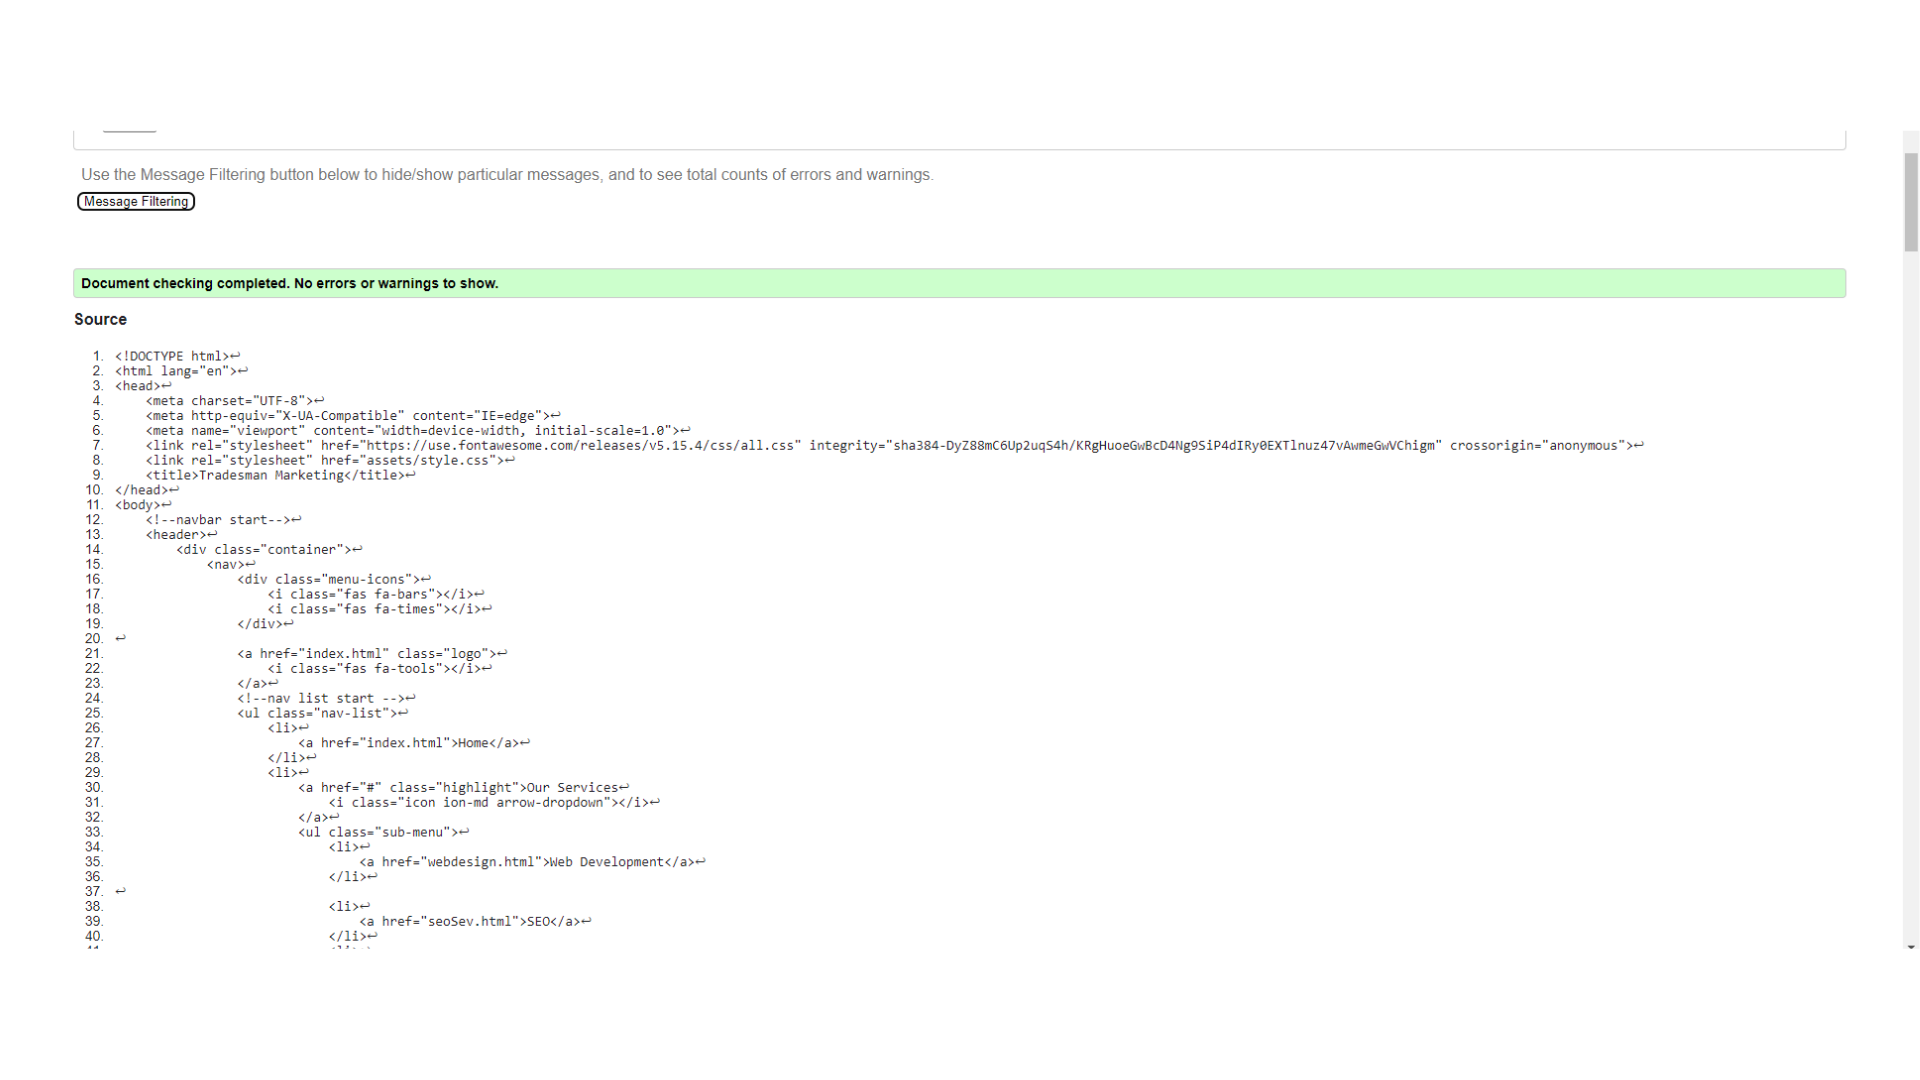 Use the Message Filtering button below to hide/show particular messages, and to see total counts of errors and warnings.
Message Filtering
Document checking completed. No errors or warnings to show.
Source
1. <!DOCTYPE html>↩
2. <html lang="en">↩
3. <head>↩
4.     <meta charset="UTF-8">↩
5.     <meta http-equiv="X-UA-Compatible" content="IE=edge">↩
6.     <meta name="viewport" content="width=device-width, initial-scale=1.0">↩
7.     <link rel="stylesheet" href="https://use.fontawesome.com/releases/v5.15.4/css/all.css" integrity="sha384-DyZ88mC6Up2uqS4h/KRgHuoeGwBcD4Ng9SiP4dIRy0EXTlnuz47vAwmeGwVChigm" crossorigin="anonymous">↩
8.     <link rel="stylesheet" href="assets/style.css">↩
9.     <title>Tradesman Marketing</title>↩
10. </head>↩
11. <body>↩
12.     <!--navbar start-->↩
13.     <header>↩
14.         <div class="container">↩
15.             <nav>↩
16.                 <div class="menu-icons">↩
17.                     <i class="fas fa-bars"></i>↩
18.                     <i class="fas fa-times"></i>↩
19.                 </div>↩
20. ↩
21.                 <a href="index.html" class="logo">↩
22.                     <i class="fas fa-tools"></i>↩
23.                 </a>↩
24.                 <!--nav list start -->↩
25.                 <ul class="nav-list">↩
26.                     <li>↩
27.                         <a href="index.html">Home</a>↩
28.                     </li>↩
29.                     <li>↩
30.                         <a href="#" class="highlight">Our Services↩
31.                             <i class="icon ion-md arrow-dropdown"></i>↩
32.                         </a>↩
33.                         <ul class="sub-menu">↩
34.                             <li>↩
35.                                 <a href="webdesign.html">Web Development</a>↩
36.                             </li>↩
37. ↩
38.                             <li>↩
39.                                 <a href="seoSev.html">SEO</a>↩
40.                             </li>↩